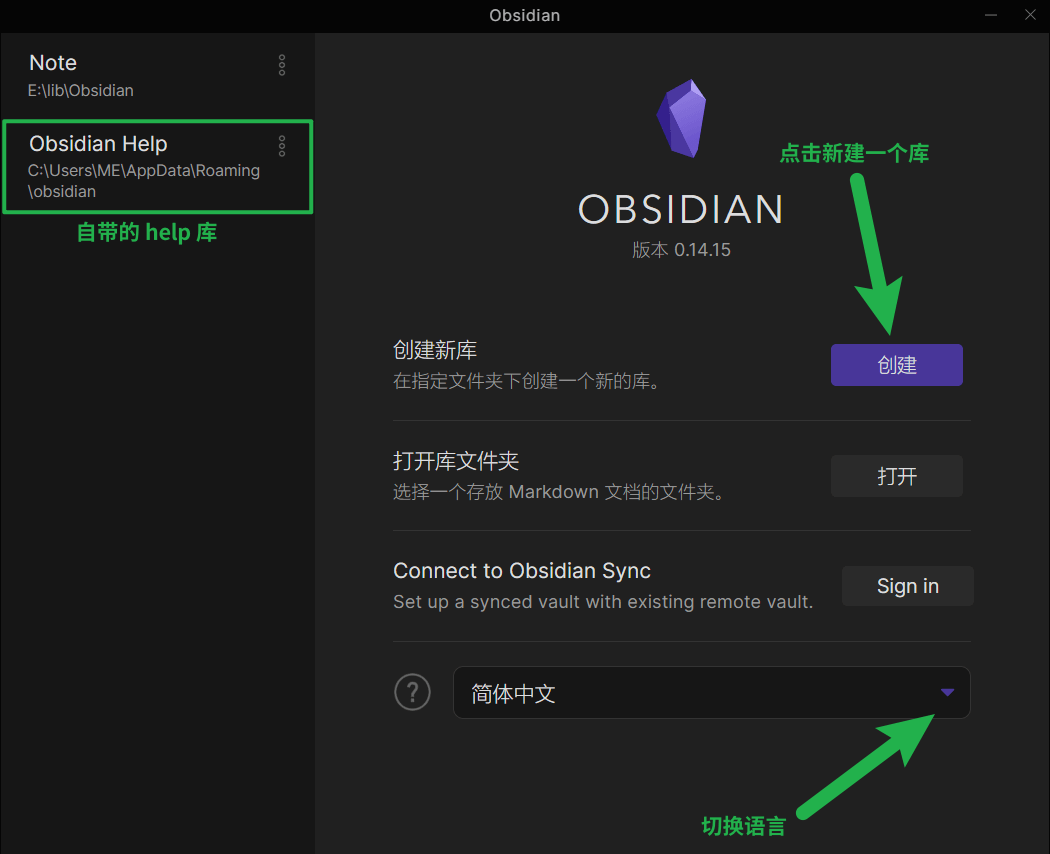 Obsidian
Note
E:\lib\Obsidian
Obsidian Help
C:\Users\ME\AppData\Roaming
\obsidian
自带的 help 库
点击新建一个库
OBSIDIAN
版本 0.14.15
创建新库
在指定文件夹下创建一个新的库。
创建
打开库文件夹
选择一个存放 Markdown 文档的文件夹。
打开
Connect to Obsidian Sync
Set up a synced vault with existing remote vault.
Sign in
?
简体中文
切换语言